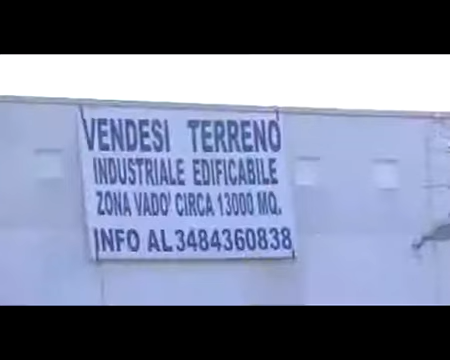 VENDESI TERRENO
INDUSTRIALE EDIFICABILE
ZONA VADO' CIRCA 13000 MQ.
INFO AL 3484360838